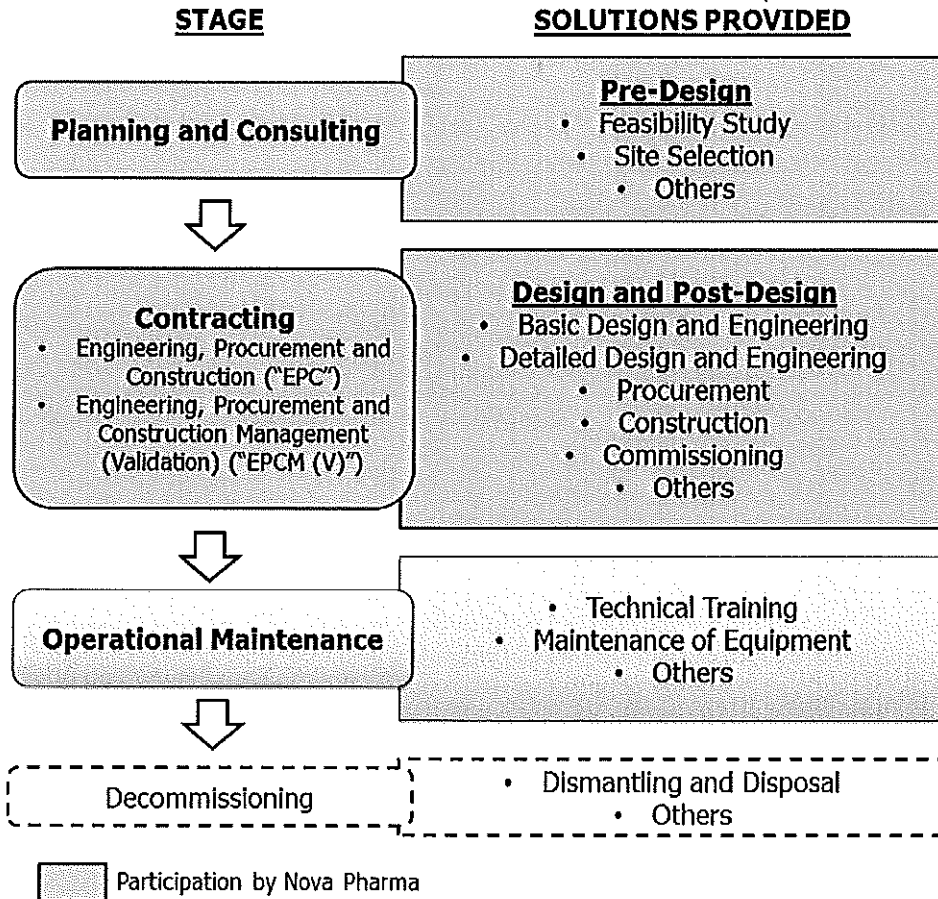 STAGE
SOLUTIONS PROVIDED
Planning and Consulting
Pre-Design
• Feasibility Study
• Site Selection
• Others
Contracting
• Engineering, Procurement and
Construction ("EPC")
• Engineering, Procurement and
Construction Management
(Validation) ("EPCM (V)")
Design and Post-Design
• Basic Design and Engineering
• Detailed Design and Engineering
• Procurement
• Construction
• Commissioning
• Others
Operational Maintenance
• Technical Training
• Maintenance of Equipment
• Others
Decommissioning
• Dismantling and Disposal
• Others
Participation by Nova Pharma